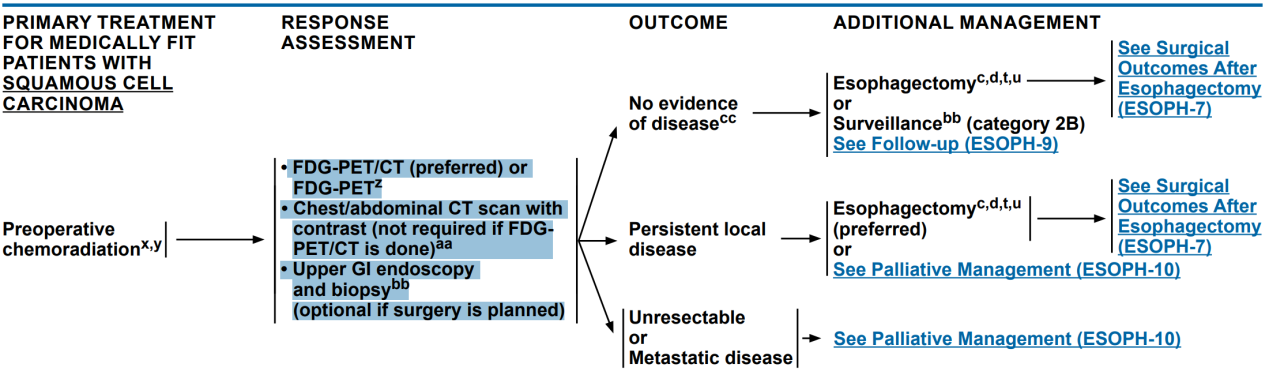 PRIMARY TREATMENT
FOR MEDICALLY FIT
PATIENTS WITH
SQUAMOUS CELL
CARCINOMA
RESPONSE
ASSESSMENT
OUTCOME
ADDITIONAL MANAGEMENT
Preoperative
chemoradiationx,y
• FDG-PET/CT (preferred) or
FDG-PETz
• Chest/abdominal CT scan with
contrast (not required if FDG-
PET/CT is done)aa
• Upper GI endoscopy
and biopsybb
(optional if surgery is planned)
No evidence
of diseasecc
Esophagectomyc,d,t,u
or
Surveillancebb (category 2B)
See Follow-up (ESOPH-9)
See Surgical
Outcomes After
Esophagectomy
(ESOPH-7)
Persistent local
disease
Esophagectomyc,d,t,u
(preferred)
or
See Palliative Management (ESOPH-10)
See Surgical
Outcomes After
Esophagectomy
(ESOPH-7)
Unresectable
or
Metastatic disease
See Palliative Management (ESOPH-10)